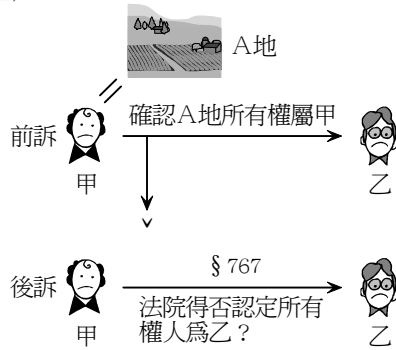 A地
前訴
確認A地所有權屬甲
甲
乙
後訴
§767
法院得否認定所有
權人為乙？
甲
乙